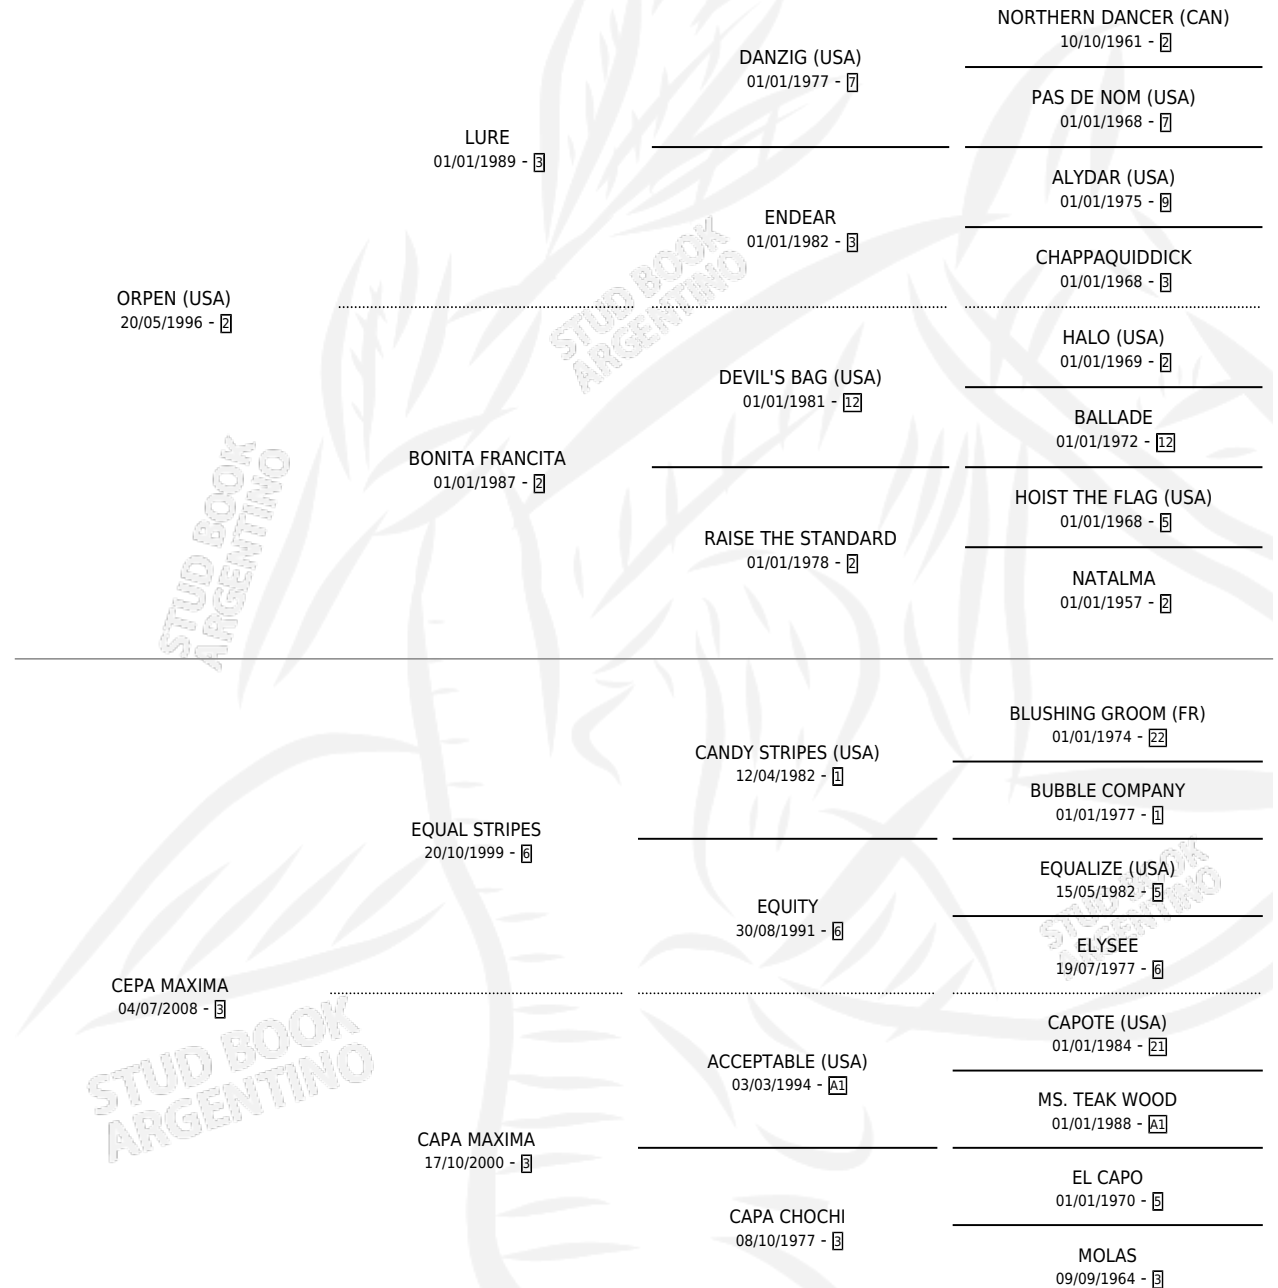 NORTHERN DANCER (CAN)
10/10/1961 - 2
DANZIG (USA)
01/01/1977 - 7
PAS DE NOM (USA)
01/01/1968 - 7
LURE
01/01/1989 - 3
ALYDAR (USA)
01/01/1975 - 9
ENDEAR
01/01/1982 - 3
CHAPPAQUIDDICK
01/01/1968 - 3
ORPEN (USA)
20/05/1996 - 2
HALO (USA)
01/01/1969 - 2
DEVIL'S BAG (USA)
01/01/1981 - 12
BALLADE
01/01/1972 - 12
BONITA FRANCITA
01/01/1987 - 2
HOIST THE FLAG (USA)
01/01/1968 - 5
RAISE THE STANDARD
01/01/1978 - 2
NATALMA
01/01/1957 - 2
BLUSHING GROOM (FR)
01/01/1974 - 22
CANDY STRIPES (USA)
12/04/1982 - 1
BUBBLE COMPANY
01/01/1977 - 1
EQUAL STRIPES
20/10/1999 - 6
EQUALIZE (USA)
15/05/1982 - 5
EQUITY
30/08/1991 - 6
ELYSEE
19/07/1977 - 6
CEPA MAXIMA
04/07/2008 - 3
CAPOTE (USA)
01/01/1984 - 21
ACCEPTABLE (USA)
03/03/1994 - A1
MS. TEAK WOOD
01/01/1988 - A1
CAPA MAXIMA
17/10/2000 - 3
EL CAPO
01/01/1970 - 5
CAPA CHOCHI
08/10/1977 - 3
MOLAS
09/09/1964 - 3
STUD BOOK
ARGENTINO
STUD BOOK
ARGENTINO
STUD BOOK
ARGENTINO
STUD BOOK
ARGENTINO